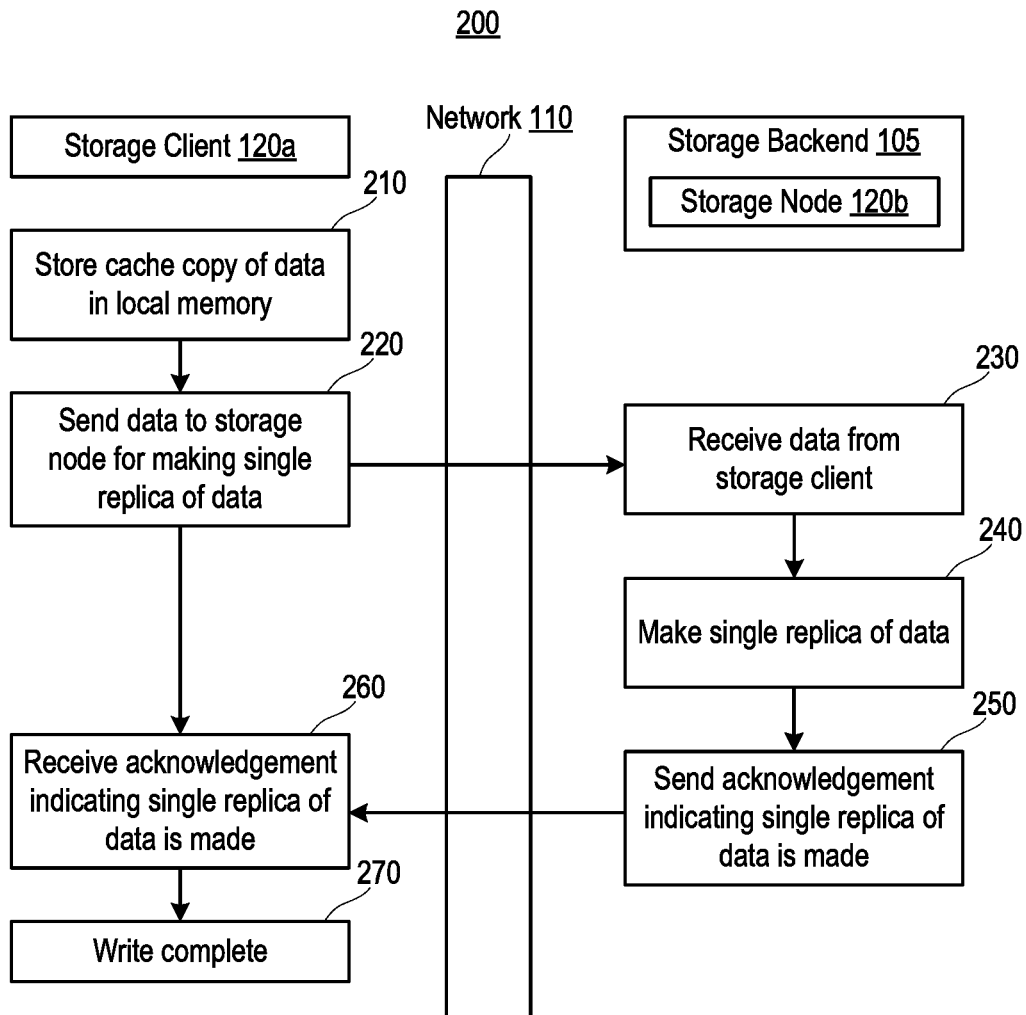 200
Storage Client 120a
Network 110
Storage Backend 105
Storage Node 120b
210
Store cache copy of data
in local memory
220
Send data to storage
node for making single
replica of data
230
Receive data from
storage client
240
Make single replica of data
250
Send acknowledgement
indicating single replica of
data is made
260
Receive acknowledgement
indicating single replica of
data is made
270
Write complete